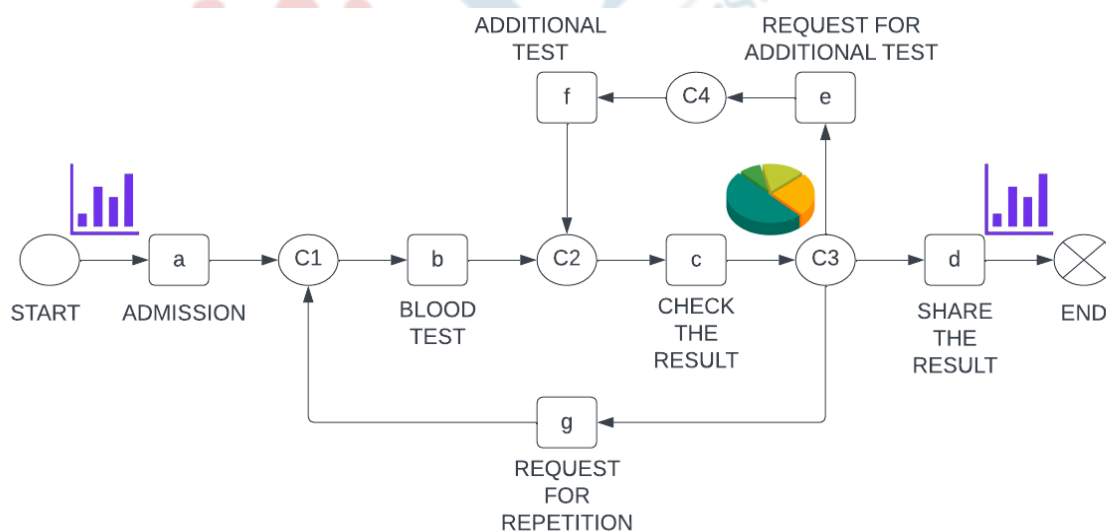 ADDITIONAL
TEST
REQUEST FOR
ADDITIONAL TEST
f
C4
e
a
C1
b
C2
c
C3
d
START
ADMISSION
BLOOD
TEST
CHECK
THE
RESULT
SHARE
THE
RESULT
END
g
REQUEST
FOR
REPETITION